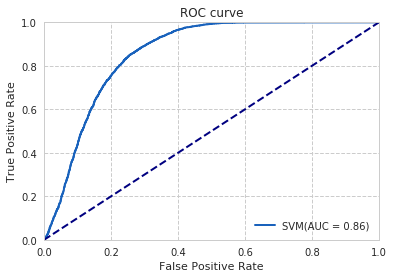 ROC curve
1.0
0.8
0.6
0.4
0.2
0.0
True Positive Rate
SVM(AUC = 0.86)
0.0 0.2 0.4 0.6 0.8 1.0
False Positive Rate